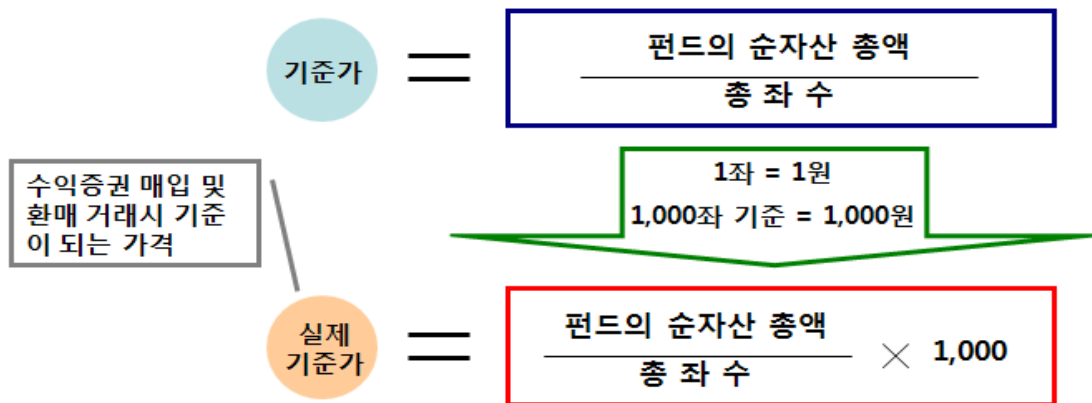 기준가
=
펀드의 순자산 총액
총 좌 수
수익증권 매입 및
환매 거래시 기준
이 되는 가격
1좌 = 1원
1,000좌 기준 = 1,000원
실제
기준가
=
펀드의 순자산 총액
총 좌 수
× 1,000